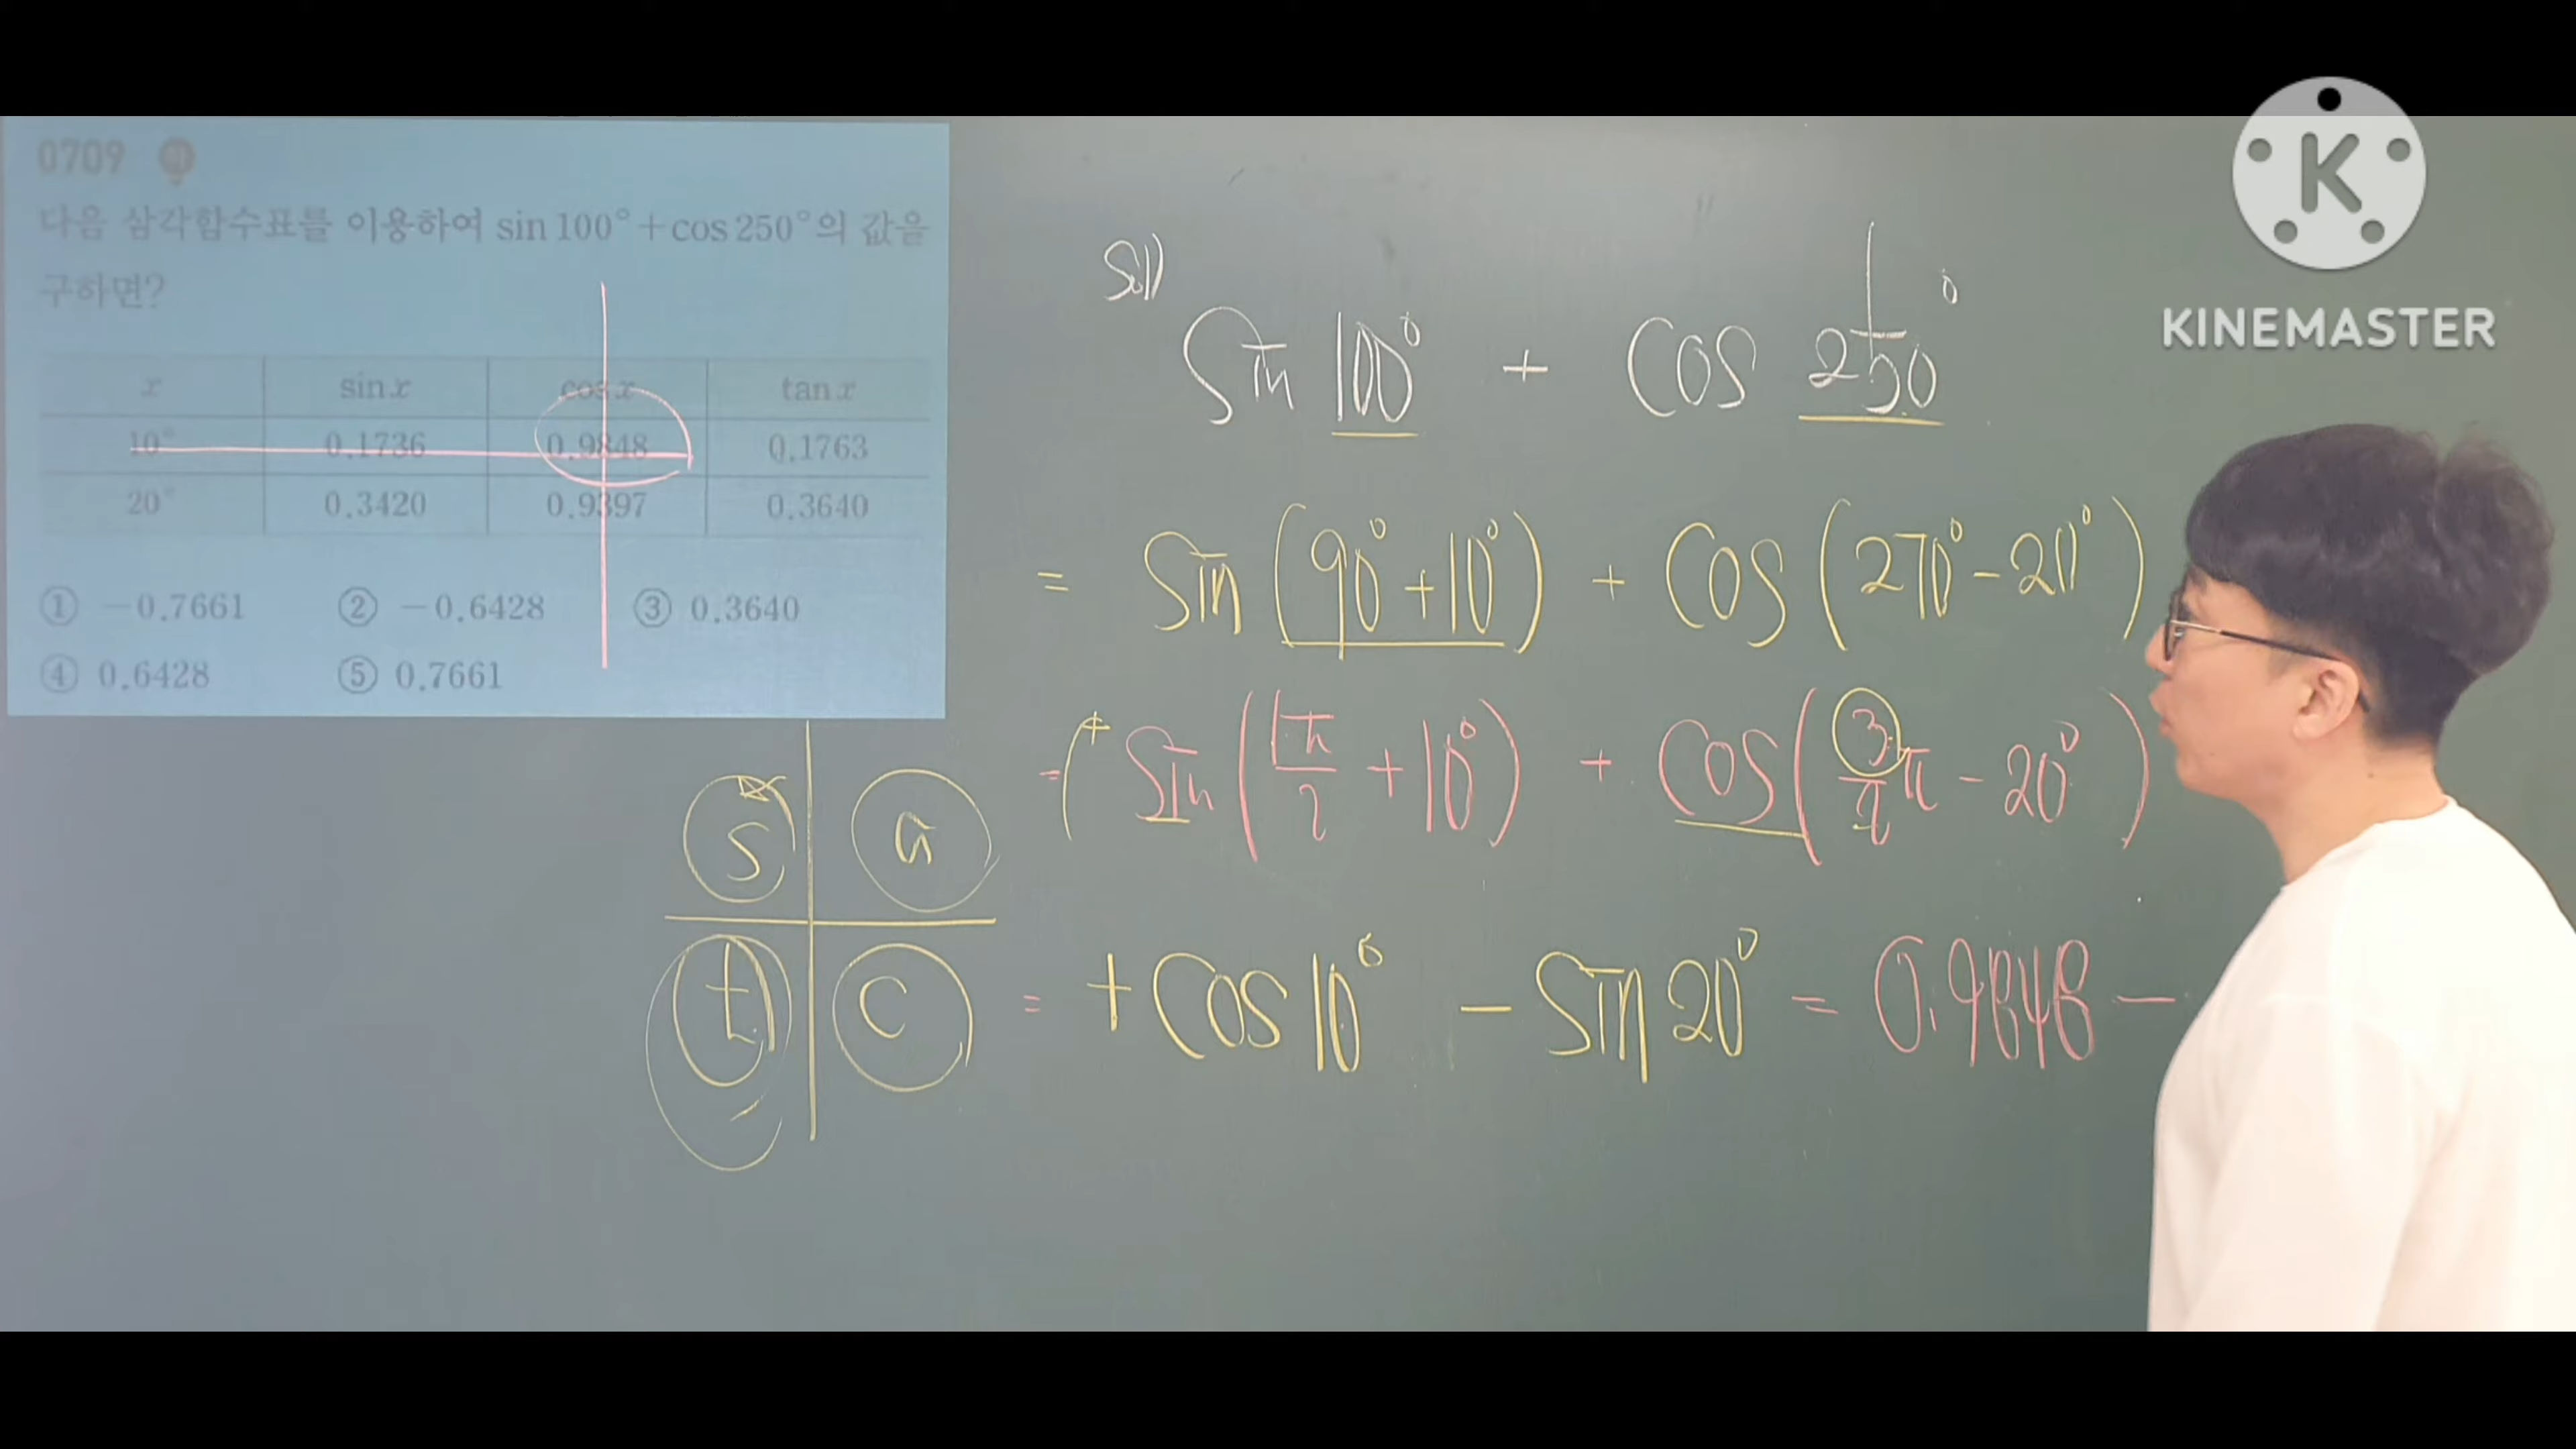 0709
다음 삼각함수표를 이용하여 sin 100°+cos 250°의 값을
구하면?
x sin x cos x tan x
10° 0.1736 0.9848 0.1763
20° 0.3420 0.9397 0.3640
① −0.7661 ② −0.6428 ③ 0.3640
④ 0.6428 ⑤ 0.7661
sol)
sin 100° + cos 250°
= sin (90° + 10°) + cos (270° − 20°)
= + sin (1π/2 + 10°) + cos (3/2 π − 20°)
= + cos 10° − sin 20° = 0.9848 −
s a
t c
K
KINEMASTER